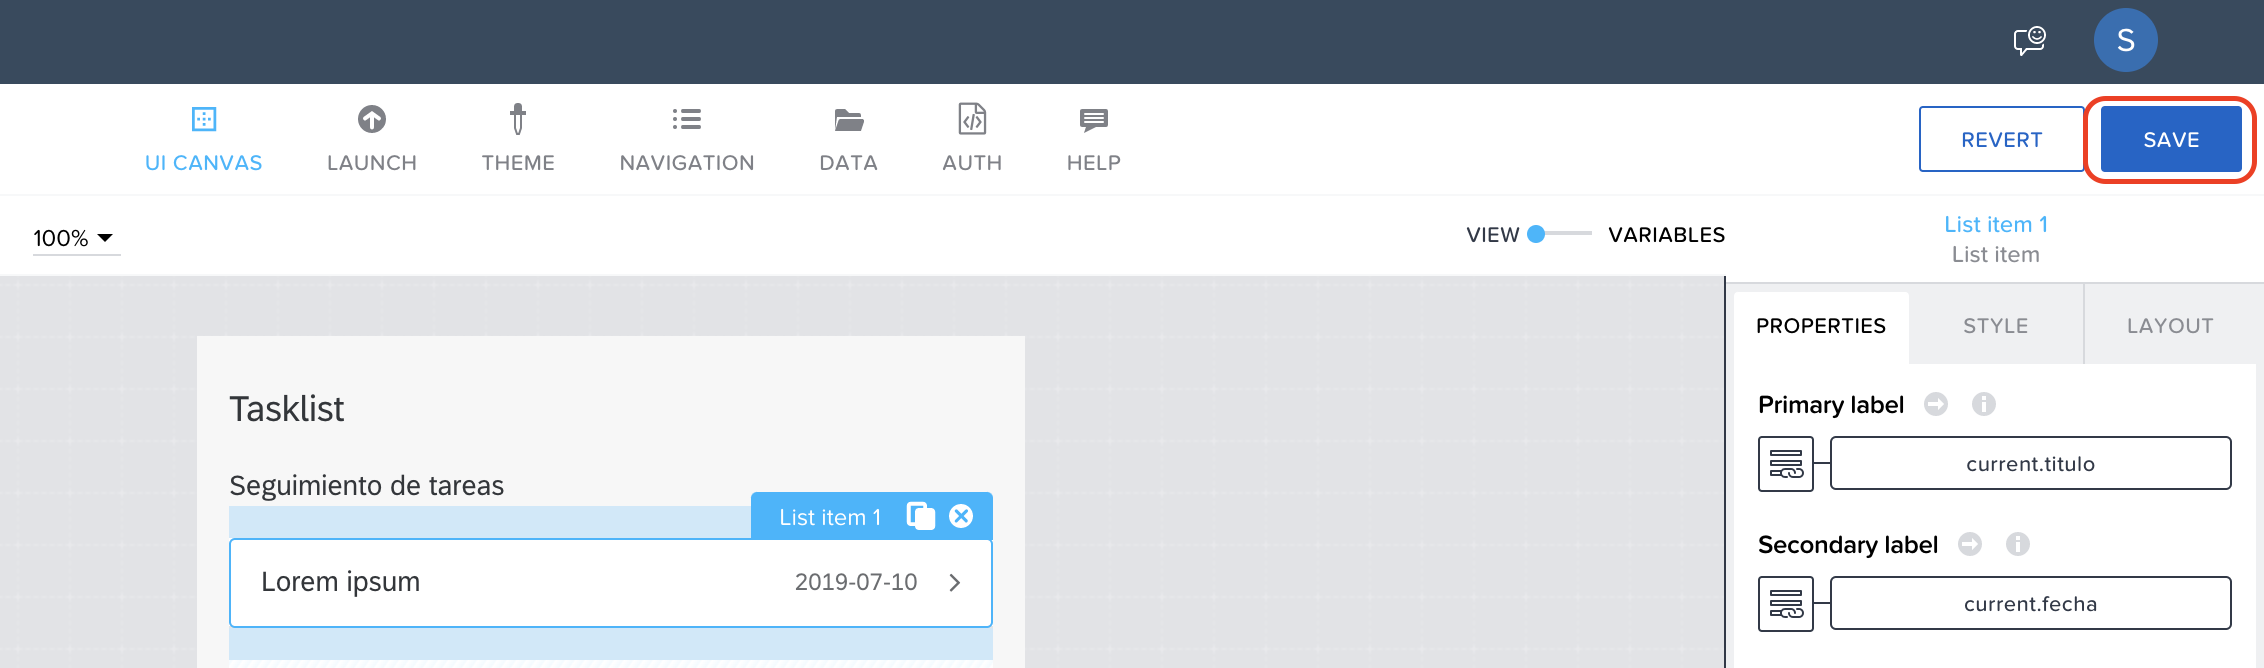 S
UI CANVAS LAUNCH THEME NAVIGATION DATA AUTH HELP REVERT SAVE
100% VIEW VARIABLES List item 1
List item
PROPERTIES STYLE LAYOUT
Tasklist
Primary label
current.titulo
Seguimiento de tareas
List item 1
Secondary label
Lorem ipsum 2019-07-10
current.fecha